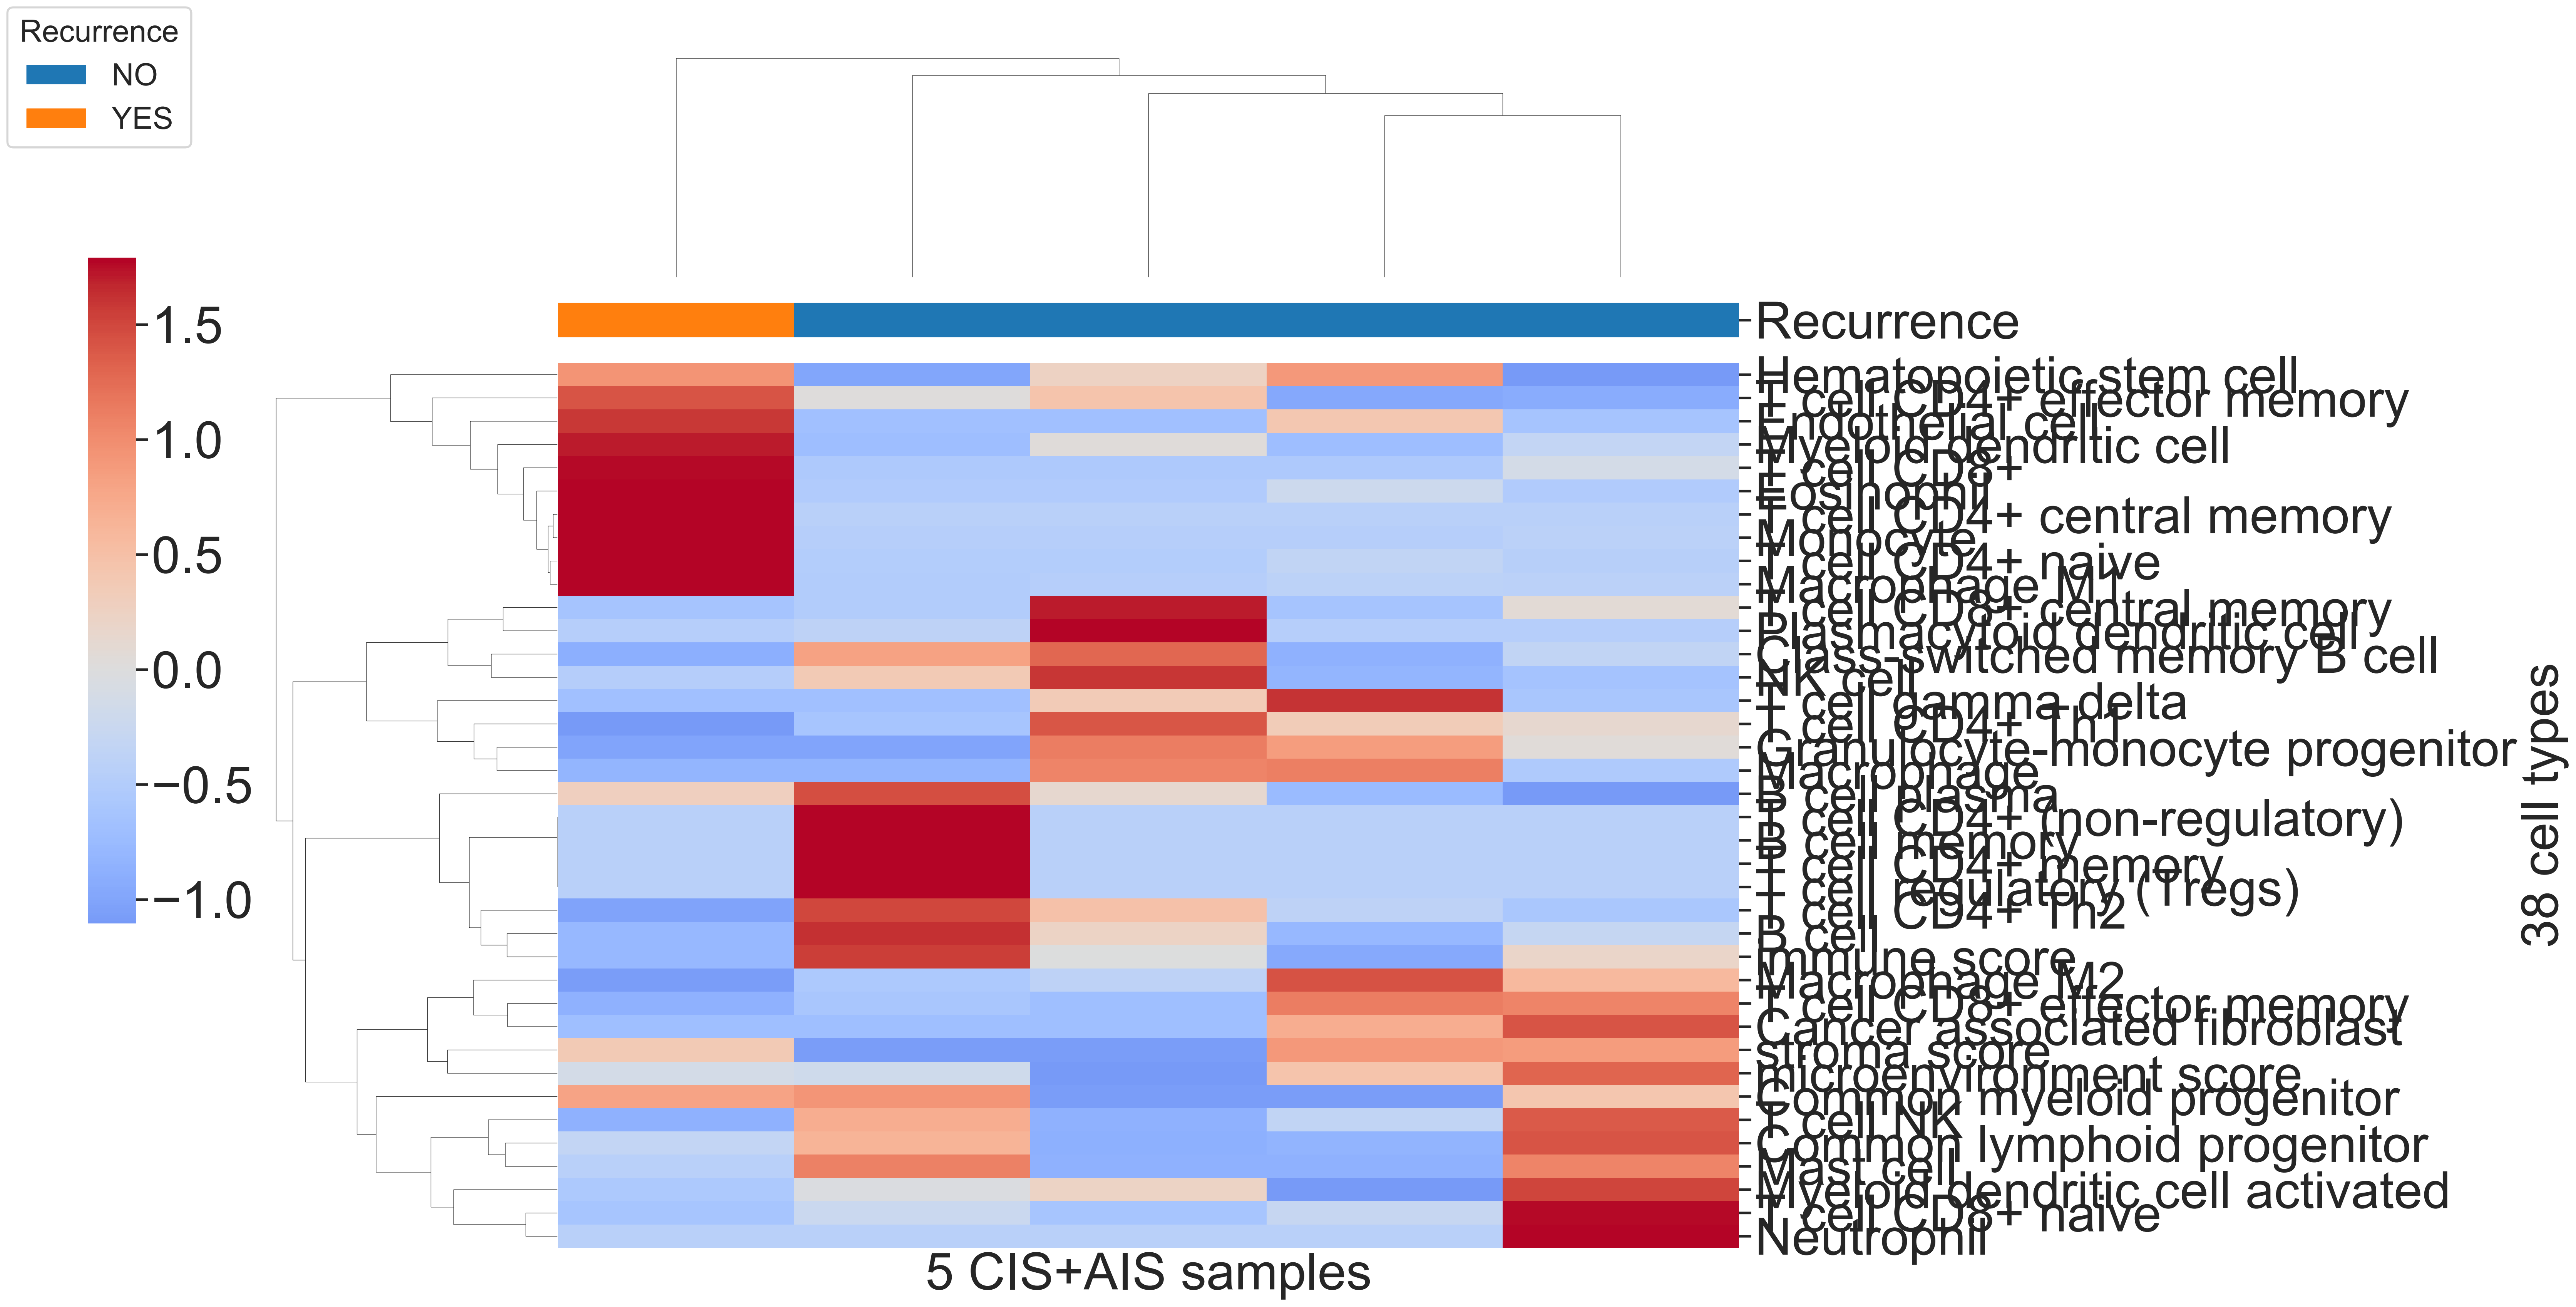 Recurrence
NO
YES
1.5
1.0
0.5
0.0
−0.5
−1.0
Recurrence
Hematopoietic stem cell
T cell CD4+ effector memory
Endothelial cell
Myeloid dendritic cell
T cell CD8+
Eosinophil
T cell CD4+ central memory
Monocyte
T cell CD4+ naive
Macrophage M1
T cell CD8+ central memory
Plasmacytoid dendritic cell
Class-switched memory B cell
NK cell
T cell gamma delta
T cell CD4+ Th1
Granulocyte-monocyte progenitor
Macrophage
B cell plasma
T cell CD4+ (non-regulatory)
B cell memory
T cell CD4+ memory
T cell regulatory (Tregs)
T cell CD4+ Th2
B cell
immune score
Macrophage M2
T cell CD8+ effector memory
Cancer associated fibroblast
stroma score
microenvironment score
Common myeloid progenitor
T cell NK
Common lymphoid progenitor
Mast cell
Myeloid dendritic cell activated
T cell CD8+ naive
Neutrophil
38 cell types
5 CIS+AIS samples